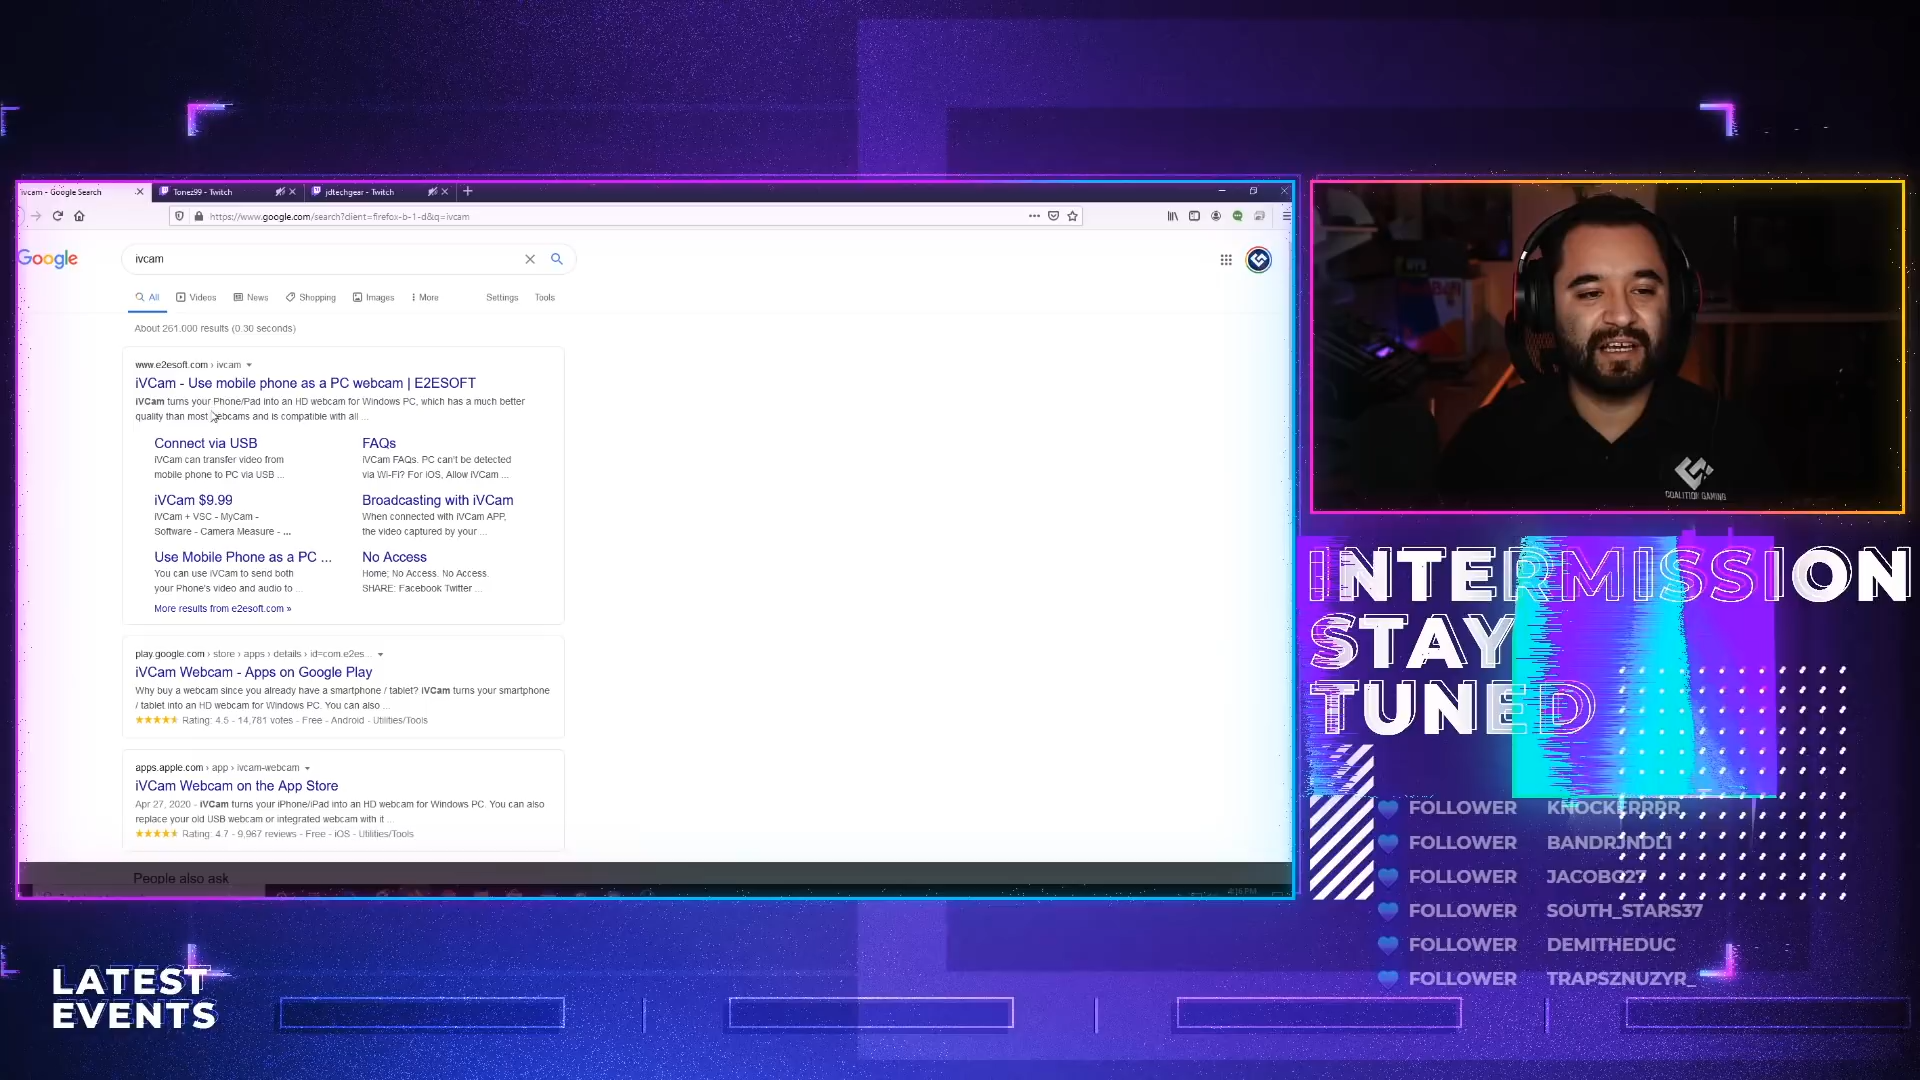 ivcam - Google Search
Tonez99 - Twitch
jdtechgear - Twitch
https://www.google.com/search?client=firefox-b-1-d&q=ivcam
Google
ivcam
All
Videos
News
Shopping
Images
More
Settings
Tools
About 261,000 results (0.30 seconds)
www.e2esoft.com › ivcam
iVCam - Use mobile phone as a PC webcam | E2ESOFT
iVCam turns your Phone/Pad into an HD webcam for Windows PC, which has a much better
quality than most webcams and is compatible with all ...
Connect via USB
iVCam can transfer video from
mobile phone to PC via USB ...
FAQs
iVCam FAQs. PC can't be detected
via Wi-Fi? For iOS, Allow iVCam ...
iVCam $9.99
iVCam + VSC - MyCam -
Software - Camera Measure - ...
Broadcasting with iVCam
When connected with iVCam APP,
the video captured by your ...
Use Mobile Phone as a PC ...
You can use iVCam to send both
your Phone's video and audio to ...
No Access
Home; No Access. No Access.
SHARE: Facebook Twitter ...
More results from e2esoft.com »
play.google.com › store › apps › details › id=com.e2es...
iVCam Webcam - Apps on Google Play
Why buy a webcam since you already have a smartphone / tablet? iVCam turns your smartphone
/ tablet into an HD webcam for Windows PC. You can also ...
Rating: 4.5 - 14,781 votes - Free - Android - Utilities/Tools
apps.apple.com › app › ivcam-webcam
iVCam Webcam on the App Store
Apr 27, 2020 - iVCam turns your iPhone/iPad into an HD webcam for Windows PC. You can also
replace your old USB webcam or integrated webcam with it ...
Rating: 4.7 - 9,967 reviews - Free - iOS - Utilities/Tools
People also ask
COALITION GAMING
INTERMISSION
STAY
TUNED
FOLLOWER KNOCKERRRR
FOLLOWER BANDRJNDL1
FOLLOWER JACOBG27
FOLLOWER SOUTH_STARS37
FOLLOWER DEMITHEDUC
FOLLOWER TRAPSZNUZYR_
LATEST
EVENTS